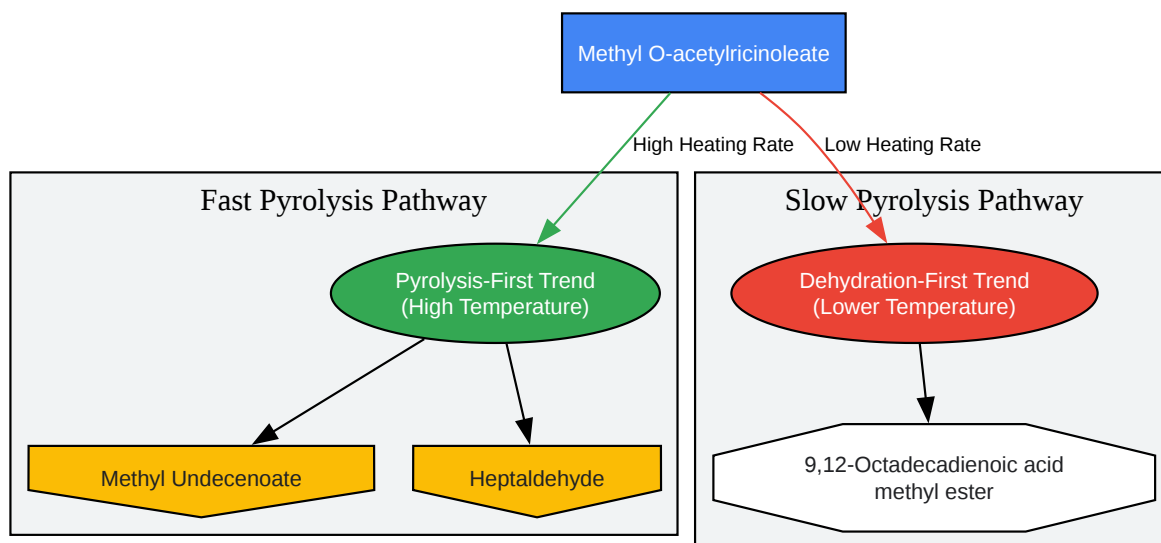 Methyl O-acetylricinoleate
High Heating Rate
Low Heating Rate
Fast Pyrolysis Pathway
Slow Pyrolysis Pathway
Pyrolysis-First Trend
(High Temperature)
Dehydration-First Trend
(Lower Temperature)
Methyl Undecenoate
Heptaldehyde
9,12-Octadecadienoic acid
methyl ester